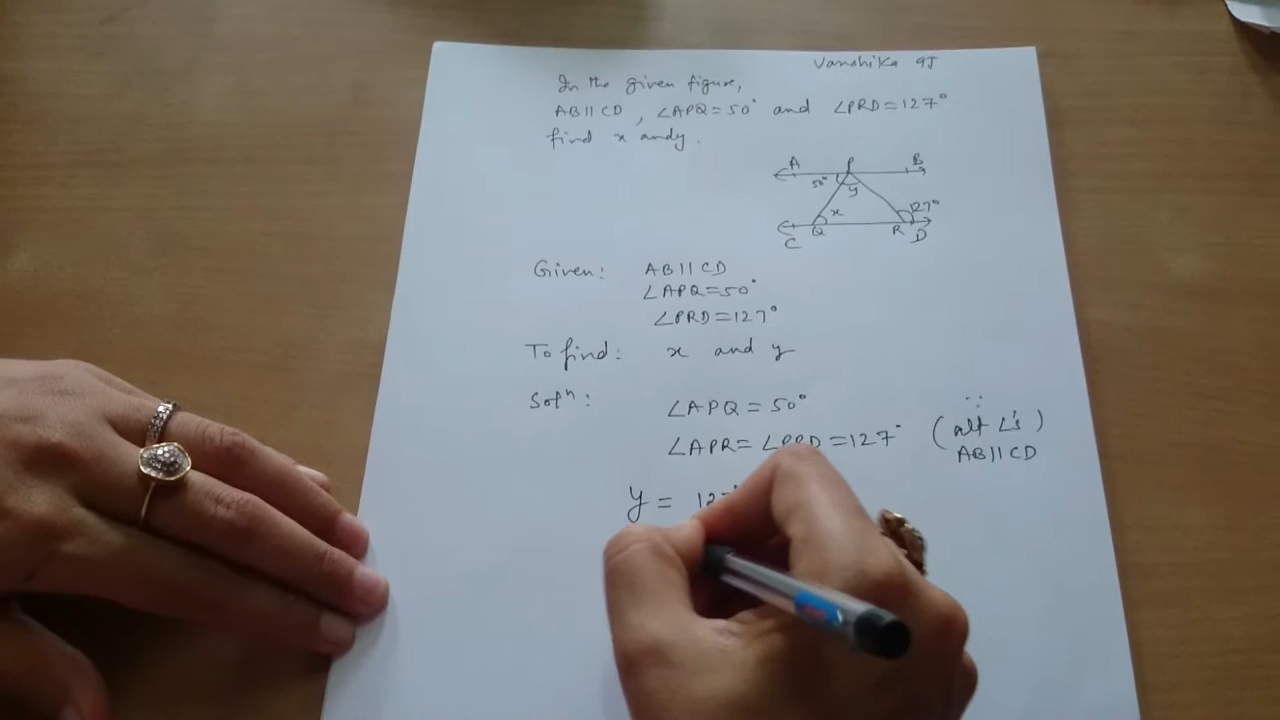 Vanshika 9J
In the given figure,
AB||CD, ∠APQ=50° and ∠PRD=127°
find x and y.
A P B
50° y
x 127°
C Q R D
Given: AB||CD
∠APQ=50°
∠PRD=127°
To find: x and y
Solⁿ: ∠APQ = 50°
∠APR = ∠PRD = 127° (alt ∠'s)
∵ AB||CD
y = 127°